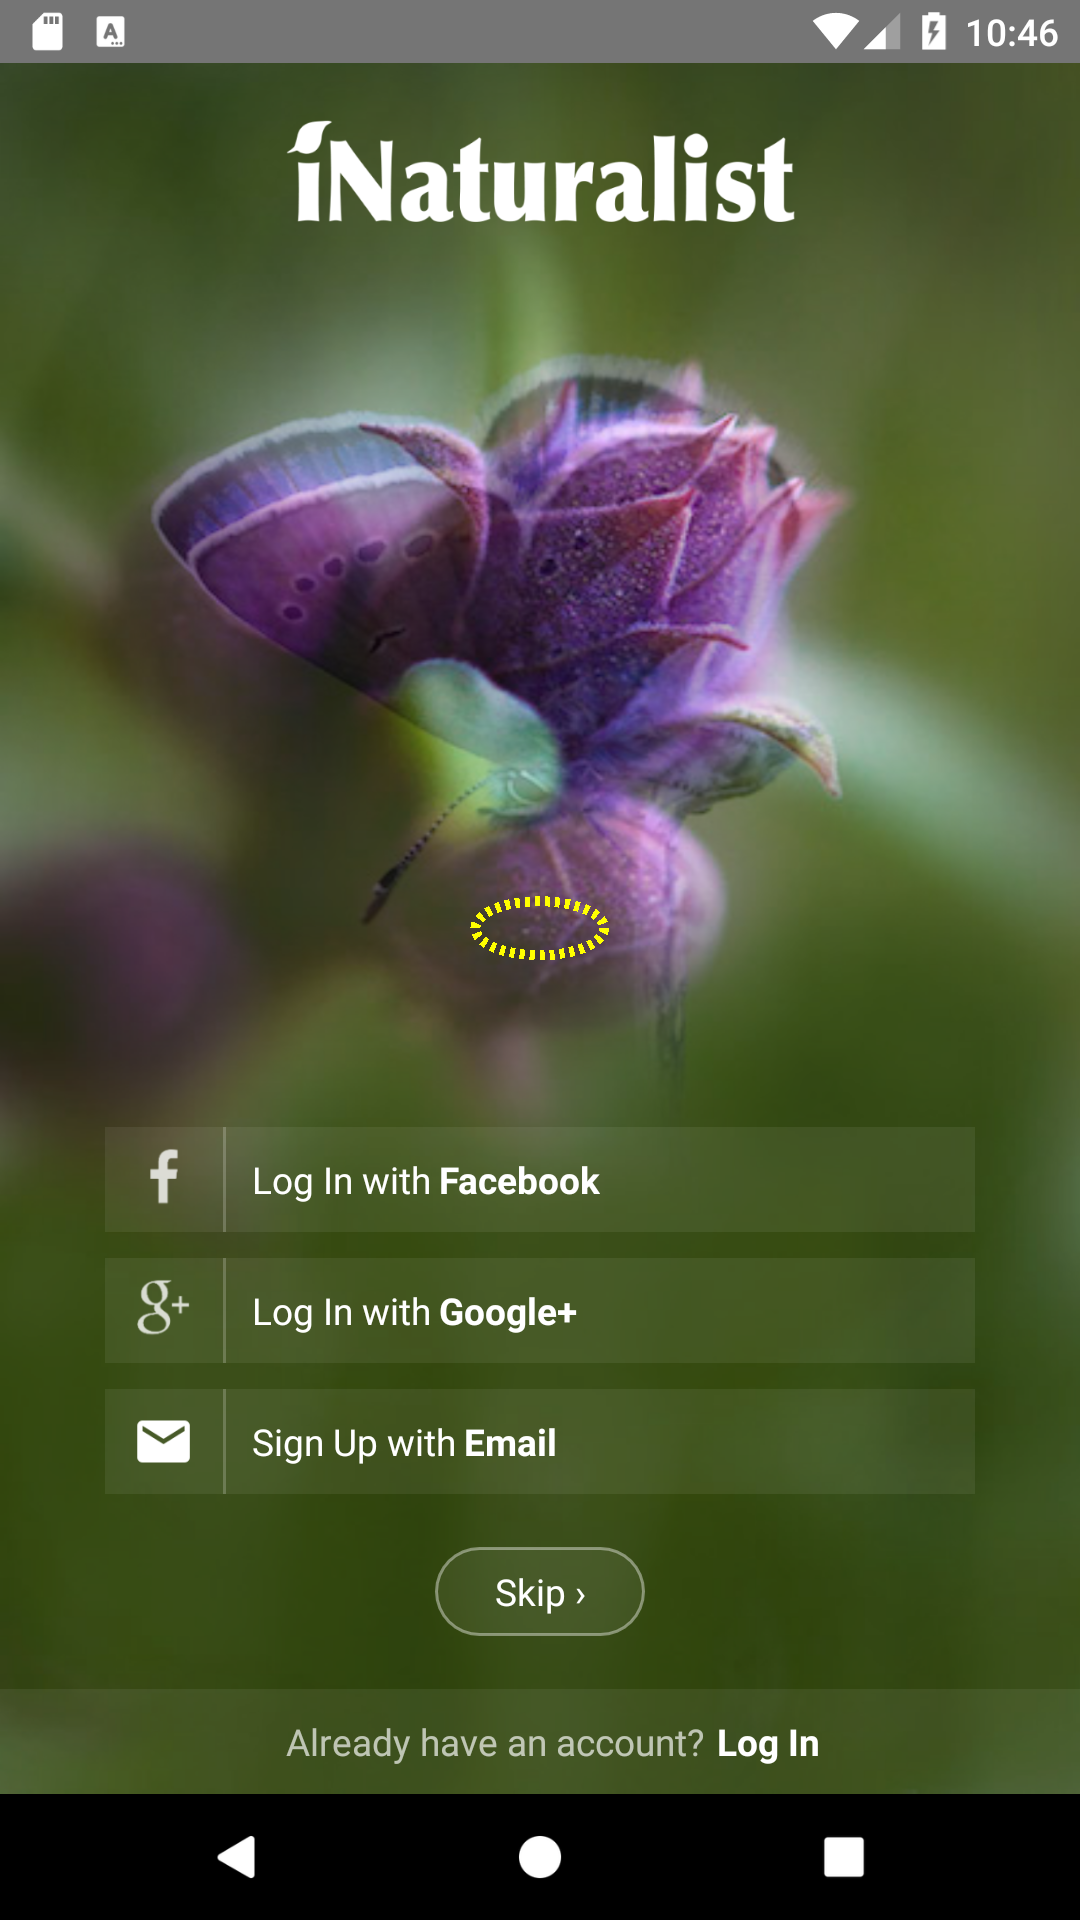 10:46
iNaturalist
Log In with Facebook
Log In with Google+
Sign Up with Email
Skip ›
Already have an account? Log In